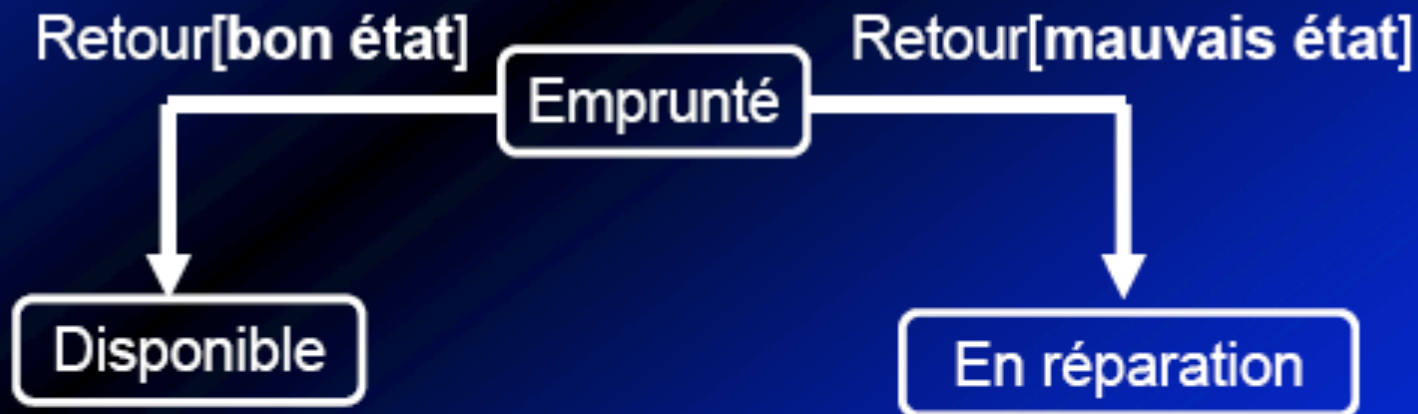 Retour[bon état]
Retour[mauvais état]
Emprunté
Disponible
En réparation